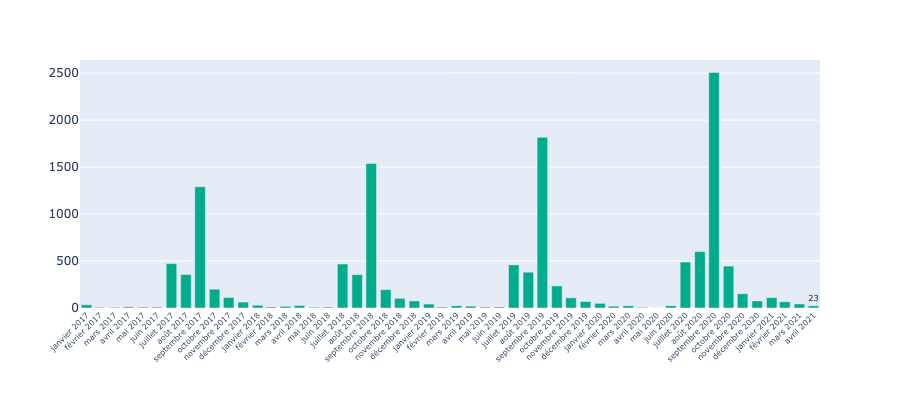 2500
2000
1500
1000
500
0
23
janvier 2017
février 2017
mars 2017
avril 2017
mai 2017
juin 2017
juillet 2017
août 2017
septembre 2017
octobre 2017
novembre 2017
décembre 2017
janvier 2018
février 2018
mars 2018
avril 2018
mai 2018
juin 2018
juillet 2018
août 2018
septembre 2018
octobre 2018
novembre 2018
décembre 2018
janvier 2019
février 2019
mars 2019
avril 2019
mai 2019
juin 2019
juillet 2019
août 2019
septembre 2019
octobre 2019
novembre 2019
décembre 2019
janvier 2020
février 2020
mars 2020
avril 2020
mai 2020
juin 2020
juillet 2020
août 2020
septembre 2020
octobre 2020
novembre 2020
décembre 2020
janvier 2021
février 2021
mars 2021
avril 2021